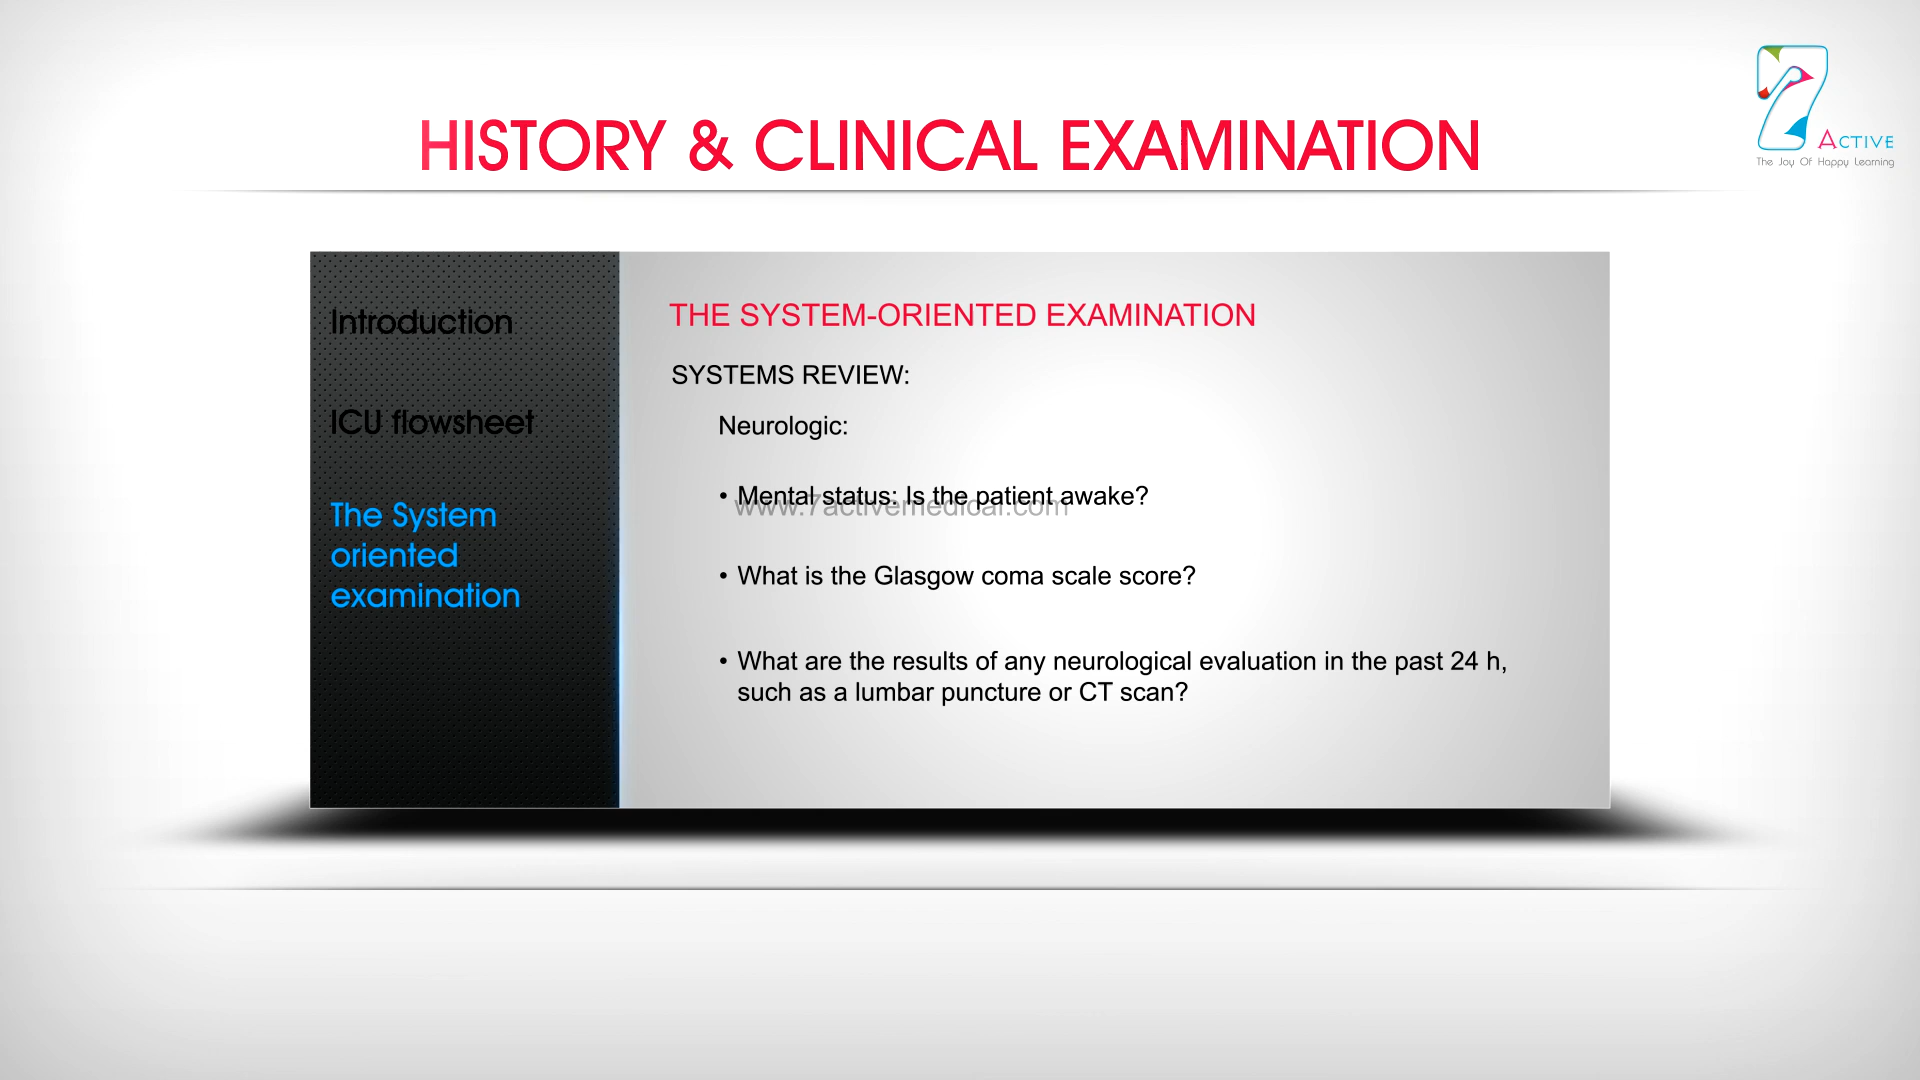 ACTIVE
The Joy Of Happy Learning
HISTORY & CLINICAL EXAMINATION
Introduction
ICU flowsheet
The System
oriented
examination
THE SYSTEM-ORIENTED EXAMINATION
SYSTEMS REVIEW:
Neurologic:
• Mental status: Is the patient awake?
www.7activemedical.com
• What is the Glasgow coma scale score?
• What are the results of any neurological evaluation in the past 24 h,
such as a lumbar puncture or CT scan?